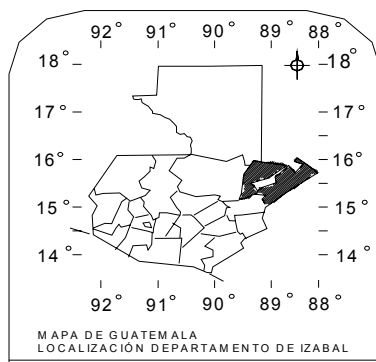 92° 91° 90° 89° 88°
18° 18°
17° 17°
16° 16°
15° 15°
14° 14°
92° 91° 90° 89° 88°
MAPA DE GUATEMALA
LOCALIZACIÓN DEPARTAMENTO DE IZABAL